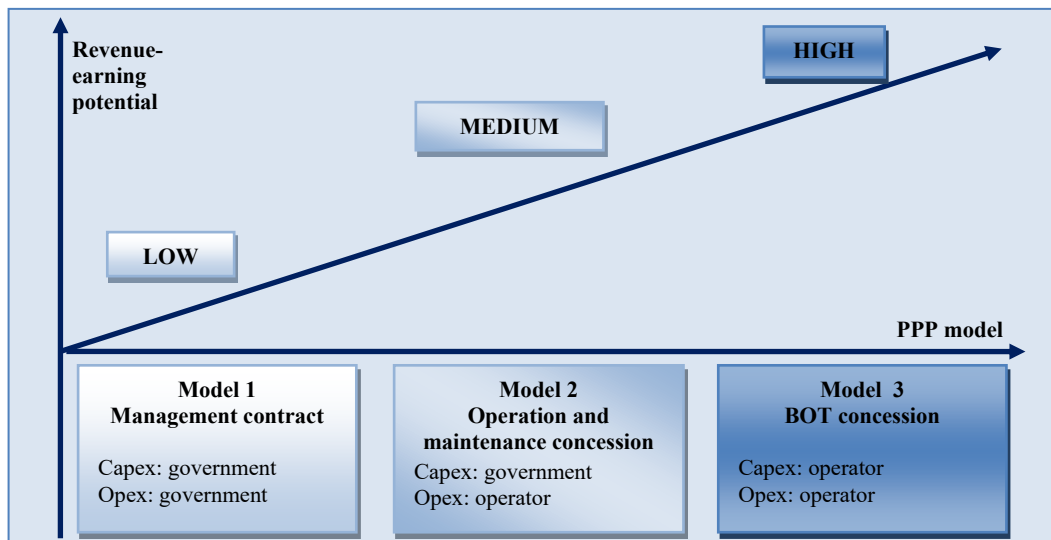 Revenue-
earning
potential
HIGH
MEDIUM
LOW
PPP model
Model 1
Management contract
Capex: government
Opex: government
Model 2
Operation and
maintenance concession
Capex: government
Opex: operator
Model 3
BOT concession
Capex: operator
Opex: operator